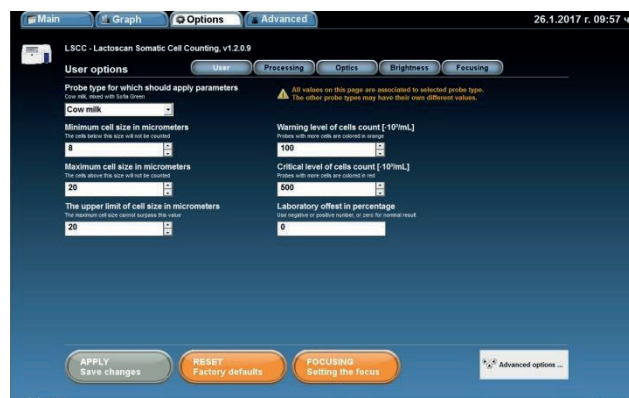 Main
Graph
Options
Advanced
26.1.2017 г. 09:57 ч
LSCC - Lactoscan Somatic Cell Counting, v1.2.0.9
User options
User
Processing
Optics
Brightness
Focusing
Probe type for which should apply parameters
Cow milk, mixed with Sofia Green
Cow milk
All values on this page are associated to selected probe type.
The other probe types may have their own different values.
Minimum cell size in micrometers
The cells below this size will not be counted
8
Warning level of cells count [·10³/mL]
Probes with more cells are colored in orange
100
Maximum cell size in micrometers
The cells above this size will not be counted
20
Critical level of cells count [·10³/mL]
Probes with more cells are colored in red
500
The upper limit of cell size in micrometers
The maximum cell size cannot surpass this value
20
Laboratory offest in percentage
Use negative or positive number, or zero for nominal result
0
APPLY
Save changes
RESET
Factory defaults
FOCUSING
Setting the focus
Advanced options ...